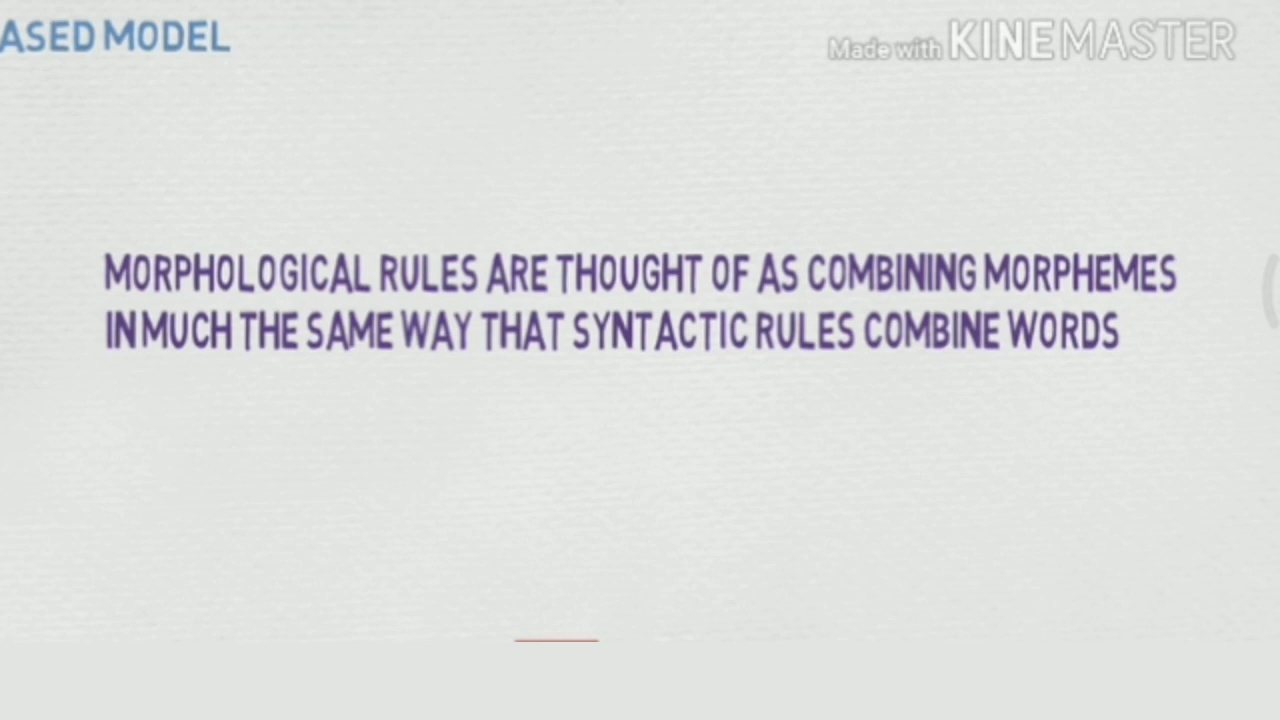 ASED MODEL
Made with KINEMASTER
MORPHOLOGICAL RULES ARE THOUGHT OF AS COMBINING MORPHEMES
IN MUCH THE SAME WAY THAT SYNTACTIC RULES COMBINE WORDS